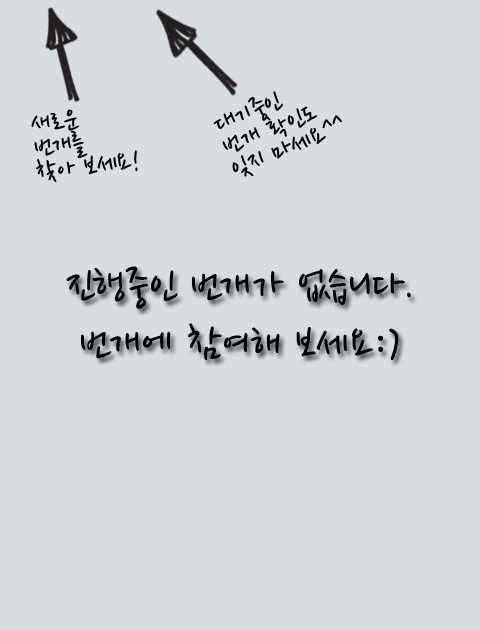 새로운
번개를
찾아 보세요!
대기중인
번개 확인도
잊지 마세요^^
진행중인 번개가 없습니다.
번개에 참여해 보세요:)